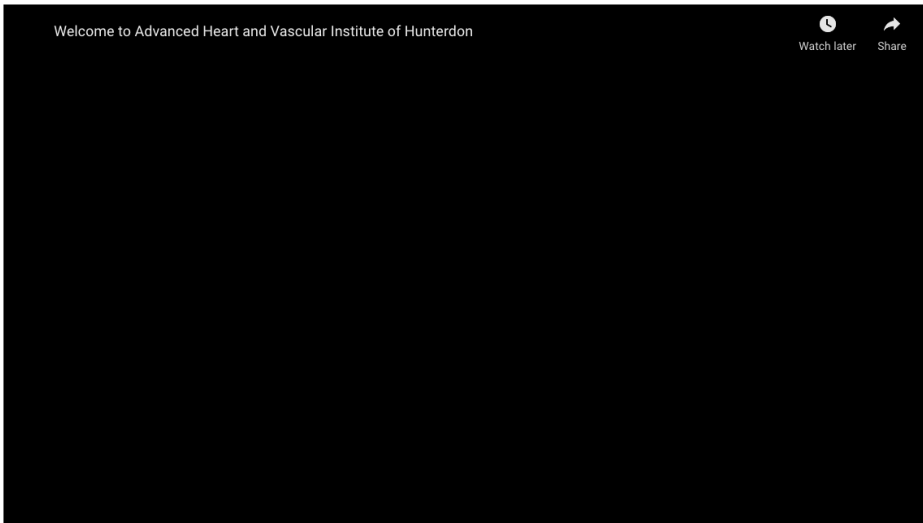 Welcome to Advanced Heart and Vascular Institute of Hunterdon
Watch later
Share